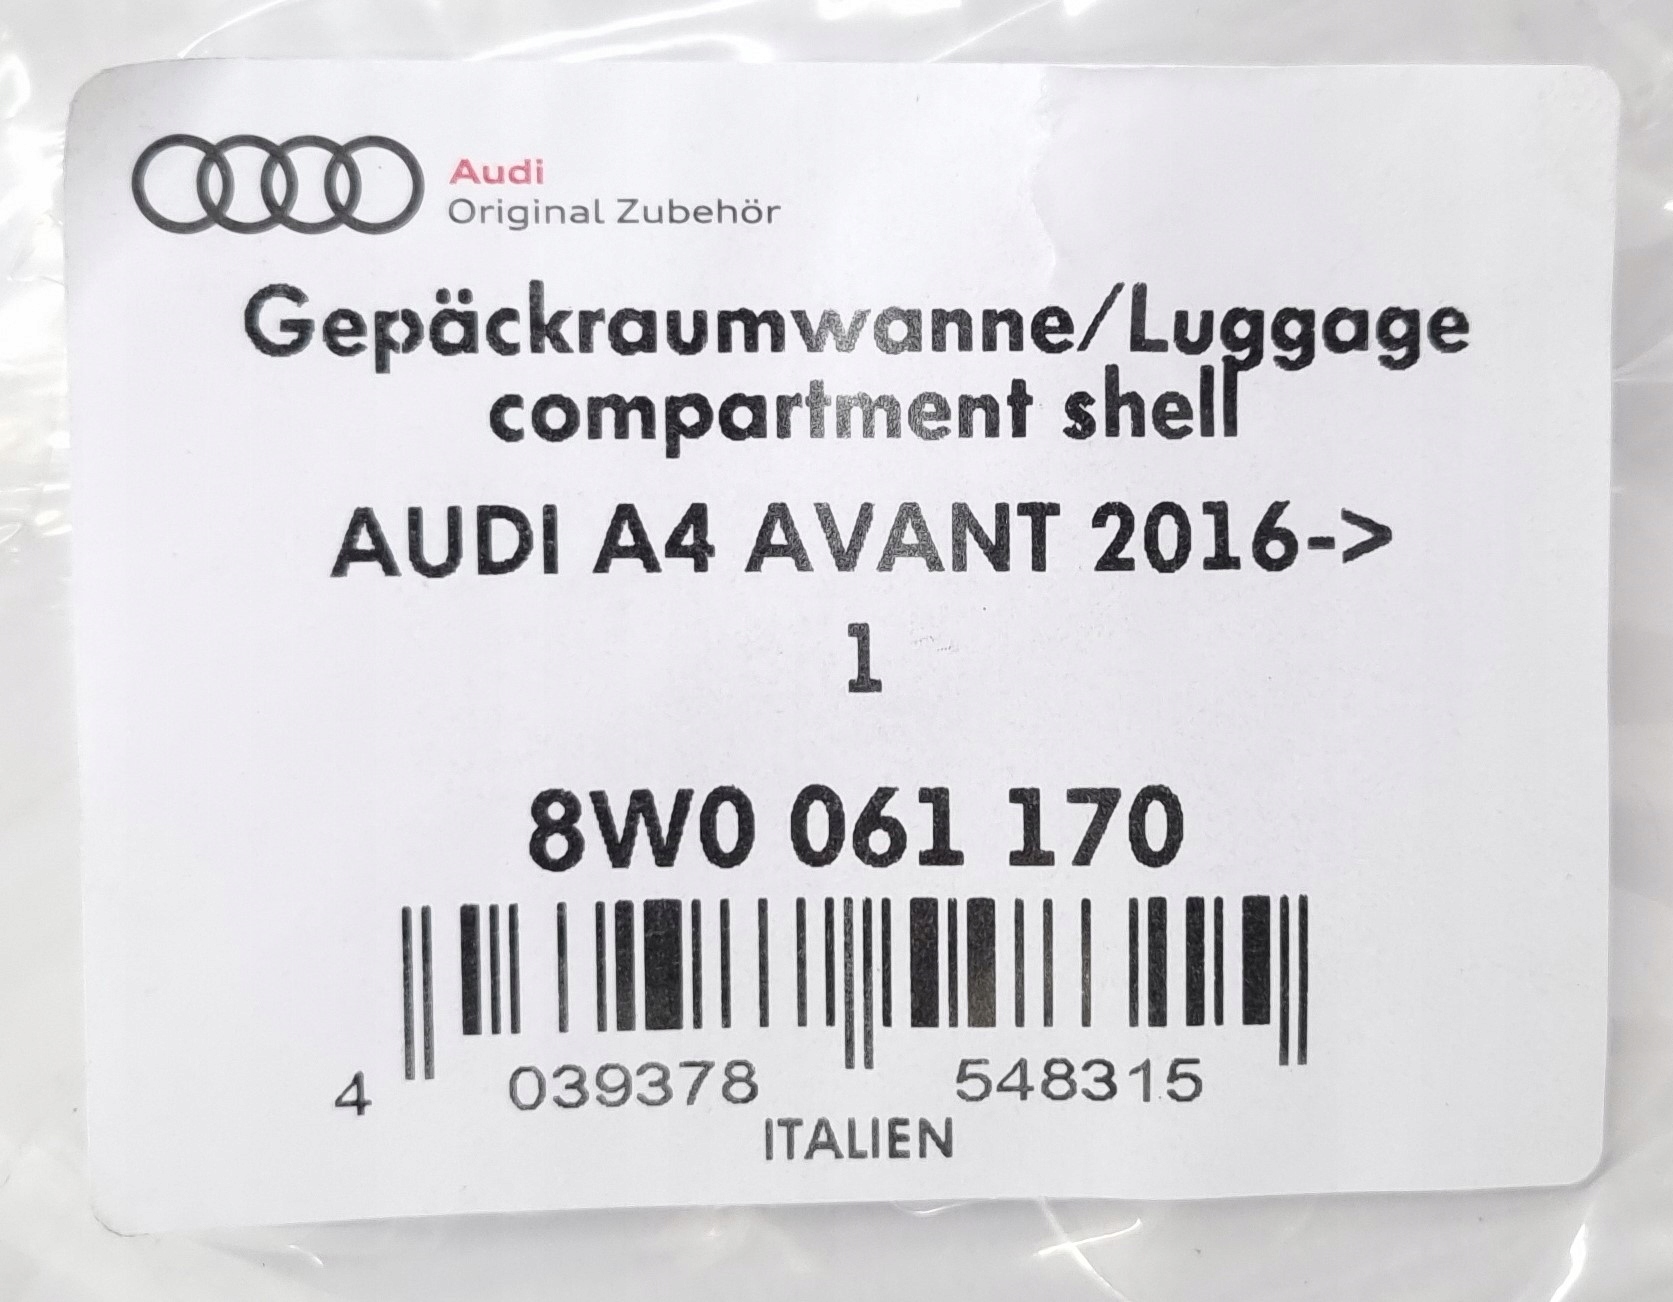 Audi
Original Zubehör
Gepäckraumwanne/Luggage
compartment shell
AUDI A4 AVANT 2016->
1
8W0 061 170
4 039378 548315
ITALIEN